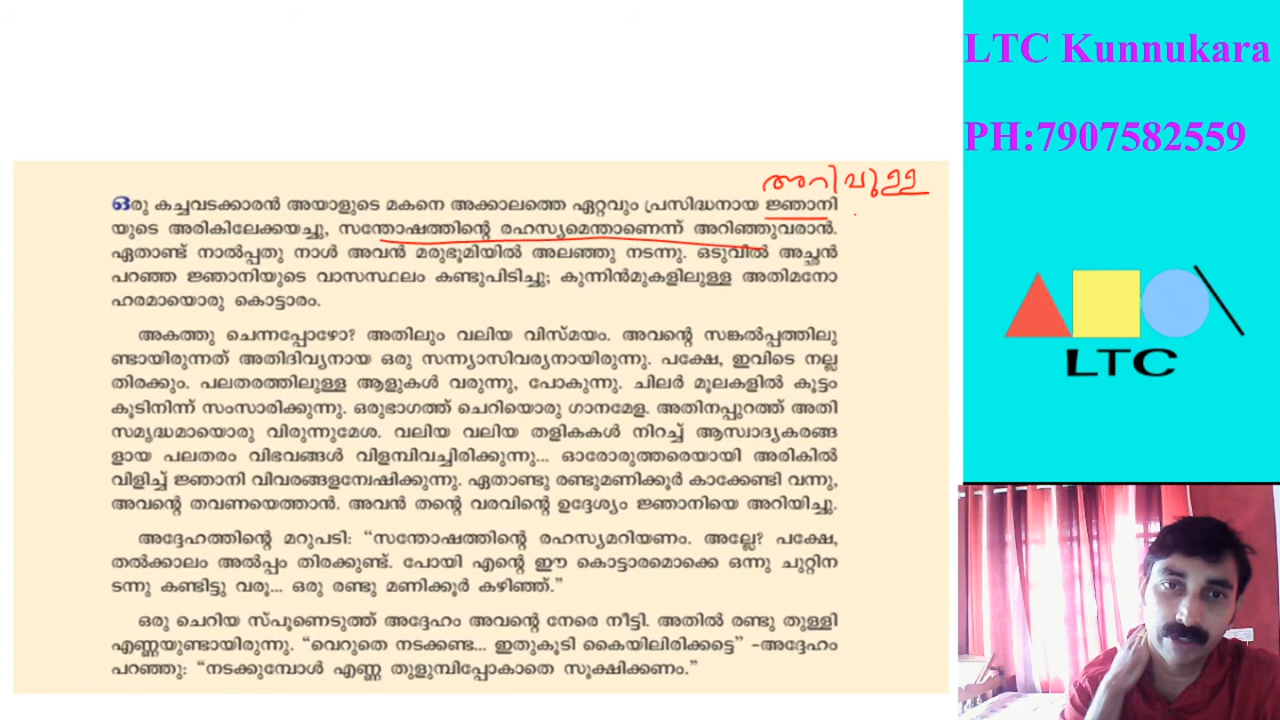 LTC Kunnukara
PH:7907582559
അറിവുള്ള
ഒരു കച്ചവടക്കാരൻ അയാളുടെ മകനെ അക്കാലത്തെ ഏറ്റവും പ്രസിദ്ധനായ ജ്ഞാനി
യുടെ അരികിലേക്കയച്ചു, സന്തോഷത്തിന്റെ രഹസ്യമെന്താണെന്ന് അറിഞ്ഞുവരാൻ.
ഏതാണ്ട് നാൽപ്പതു നാൾ അവൻ മരുഭൂമിയിൽ അലഞ്ഞു നടന്നു. ഒടുവിൽ അച്ഛൻ
പറഞ്ഞ ജ്ഞാനിയുടെ വാസസ്ഥലം കണ്ടുപിടിച്ചു; കുന്നിൻമുകളിലുള്ള അതിമനോ
ഹരമായൊരു കൊട്ടാരം.
അകത്തു ചെന്നപ്പോഴോ? അതിലും വലിയ വിസ്മയം. അവന്റെ സങ്കൽപ്പത്തിലു
ണ്ടായിരുന്നത് അതിദിവ്യനായ ഒരു സന്ന്യാസിവര്യനായിരുന്നു. പക്ഷേ, ഇവിടെ നല്ല
തിരക്കും. പലതരത്തിലുള്ള ആളുകൾ വരുന്നു, പോകുന്നു. ചിലർ മൂലകളിൽ കൂട്ടം
കൂടിനിന്ന് സംസാരിക്കുന്നു. ഒരുഭാഗത്ത് ചെറിയൊരു ഗാനമേള. അതിനപ്പുറത്ത് അതി
സമൃദ്ധമായൊരു വിരുന്നുമേശ. വലിയ വലിയ തളികകൾ നിറച്ച് ആസ്വാദ്യകരങ്ങ
ളായ പലതരം വിഭവങ്ങൾ വിളമ്പിവച്ചിരിക്കുന്നു... ഓരോരുത്തരെയായി അരികിൽ
വിളിച്ച് ജ്ഞാനി വിവരങ്ങളന്വേഷിക്കുന്നു. ഏതാണ്ടു രണ്ടുമണിക്കൂർ കാക്കേണ്ടി വന്നു,
അവന്റെ തവണയെത്താൻ. അവൻ തന്റെ വരവിന്റെ ഉദ്ദേശ്യം ജ്ഞാനിയെ അറിയിച്ചു.
അദ്ദേഹത്തിന്റെ മറുപടി: “സന്തോഷത്തിന്റെ രഹസ്യമറിയണം. അല്ലേ? പക്ഷേ,
തൽക്കാലം അൽപ്പം തിരക്കുണ്ട്. പോയി എന്റെ ഈ കൊട്ടാരമൊക്കെ ഒന്നു ചുറ്റിന
ടന്നു കണ്ടിട്ടു വരൂ... ഒരു രണ്ടു മണിക്കൂർ കഴിഞ്ഞ്.”
ഒരു ചെറിയ സ്പൂണെടുത്ത് അദ്ദേഹം അവന്റെ നേരെ നീട്ടി. അതിൽ രണ്ടു തുള്ളി
എണ്ണയുണ്ടായിരുന്നു. “വെറുതെ നടക്കണ്ട... ഇതുകൂടി കൈയിലിരിക്കട്ടെ” -അദ്ദേഹം
പറഞ്ഞു: “നടക്കുമ്പോൾ എണ്ണ തുളുമ്പിപ്പോകാതെ സൂക്ഷിക്കണം.”
LTC